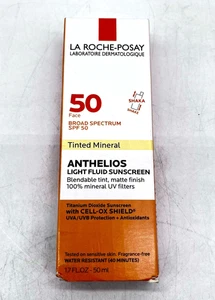 LA ROCHE-POSAY
LABORATOIRE DERMATOLOGIQUE
50
Face
BROAD SPECTRUM
SPF 50
SHAKA
SHAKA
Tinted Mineral
ANTHELIOS
LIGHT FLUID SUNSCREEN
Blendable tint, matte finish
100% mineral UV filters
Titanium Dioxide Sunscreen
with CELL-OX SHIELD®
UVA/UVB Protection + Antioxidants
Tested on sensitive skin. Fragrance-free
WATER RESISTANT (40 MINUTES)
1.7 FL.OZ - 50 ml